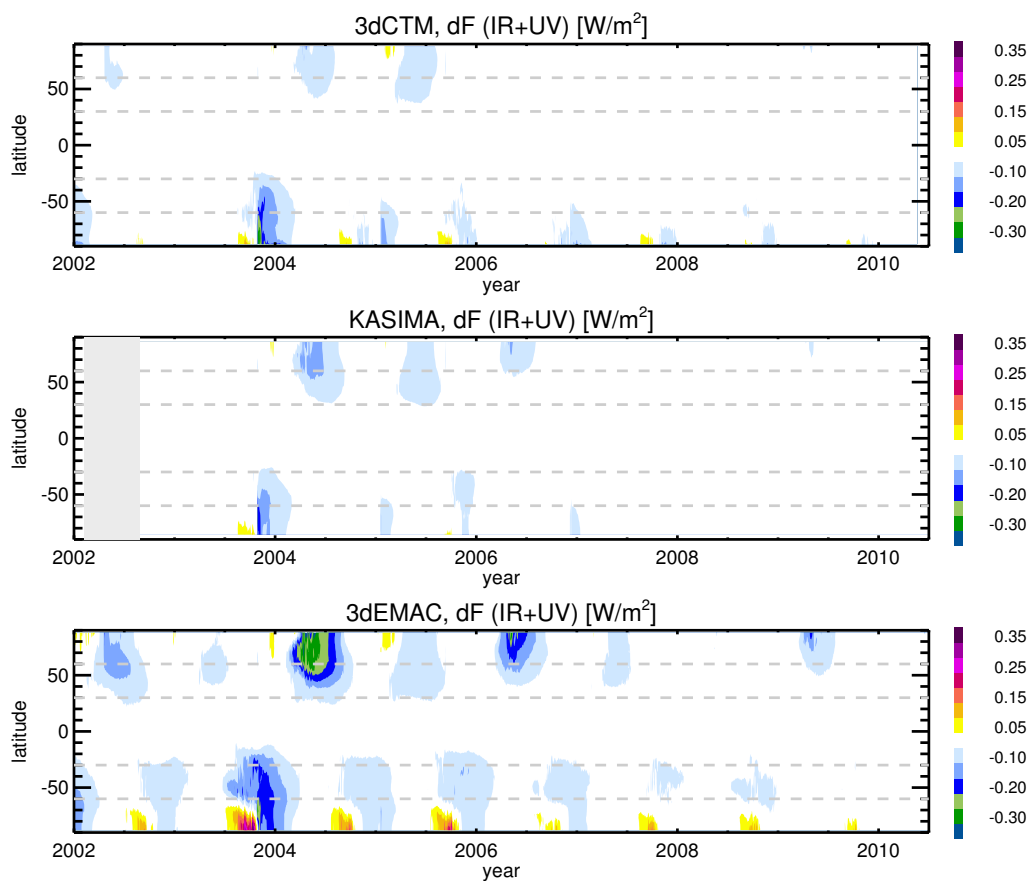 3dCTM, dF (IR+UV) [W/m²]
latitude
50
0
-50
2002 2004 2006 2008 2010
year
0.35
0.25
0.15
0.05
-0.10
-0.20
-0.30
KASIMA, dF (IR+UV) [W/m²]
latitude
50
0
-50
2002 2004 2006 2008 2010
year
0.35
0.25
0.15
0.05
-0.10
-0.20
-0.30
3dEMAC, dF (IR+UV) [W/m²]
latitude
50
0
-50
2002 2004 2006 2008 2010
year
0.35
0.25
0.15
0.05
-0.10
-0.20
-0.30